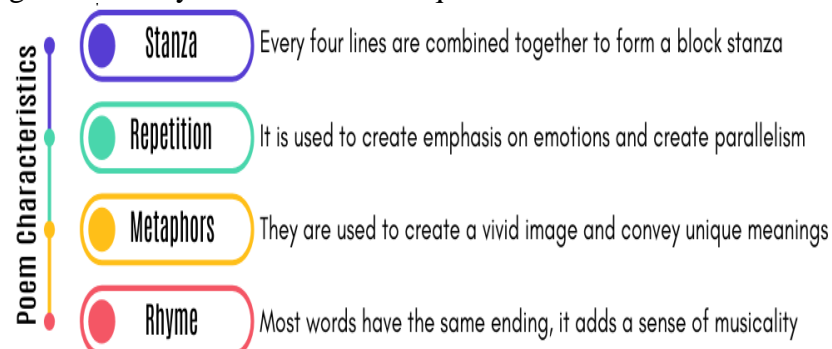 Poem Characteristics
Stanza
Every four lines are combined together to form a block stanza
Repetition
It is used to create emphasis on emotions and create parallelism
Metaphors
They are used to create a vivid image and convey unique meanings
Rhyme
Most words have the same ending, it adds a sense of musicality